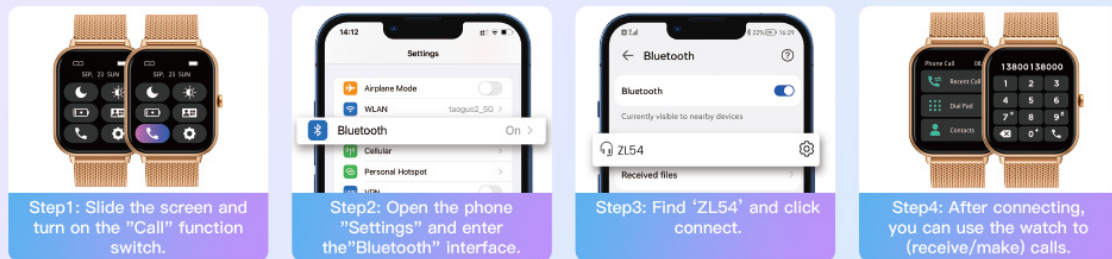 SEP, 23 SUN
SEP, 23 SUN
Step1: Slide the screen and
turn on the "Call" function
switch.
14:12
Settings
Airplane Mode
WLAN
taoguo2_5G
Bluetooth
On
Cellular
Personal Hotspot
VPN
Step2: Open the phone
"Settings" and enter
the"Bluetooth" interface.
22%
16:29
Bluetooth
Bluetooth
Currently visible to nearby devices
ZL54
Received files
Step3: Find ‘ZL54’ and click
connect.
Phone Call
Recent Call
Dial Pad
Contacts
13800138000
1 2 3
4 5 6
7+ 8 9#
0+
Step4: After connecting,
you can use the watch to
(receive/make) calls.